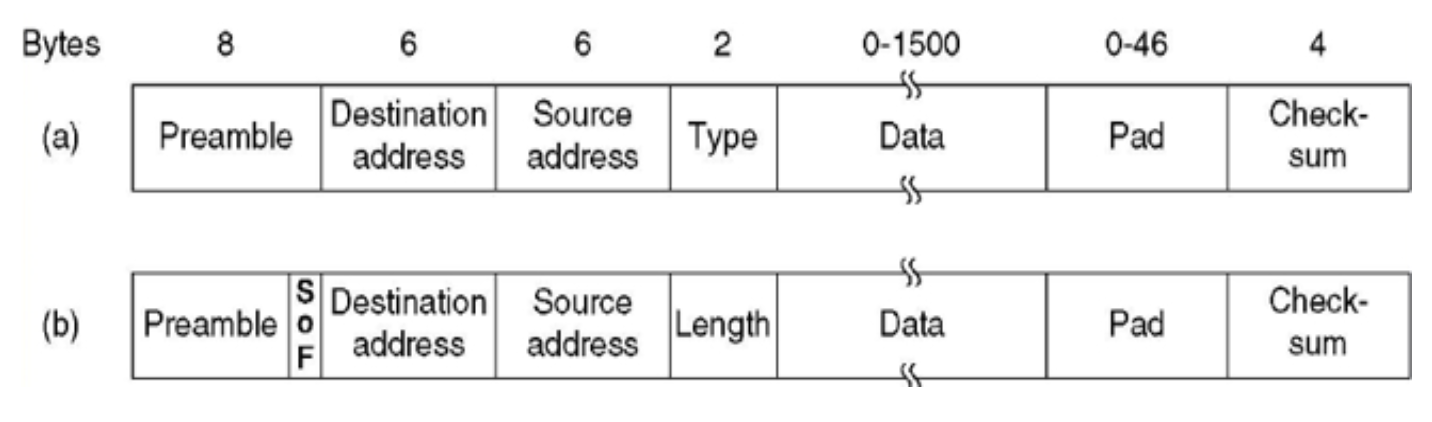 Bytes 8 6 6 2 0-1500 0-46 4
(a) Preamble Destination address Source address Type Data Pad Check-sum
(b) Preamble SoF Destination address Source address Length Data Pad Check-sum